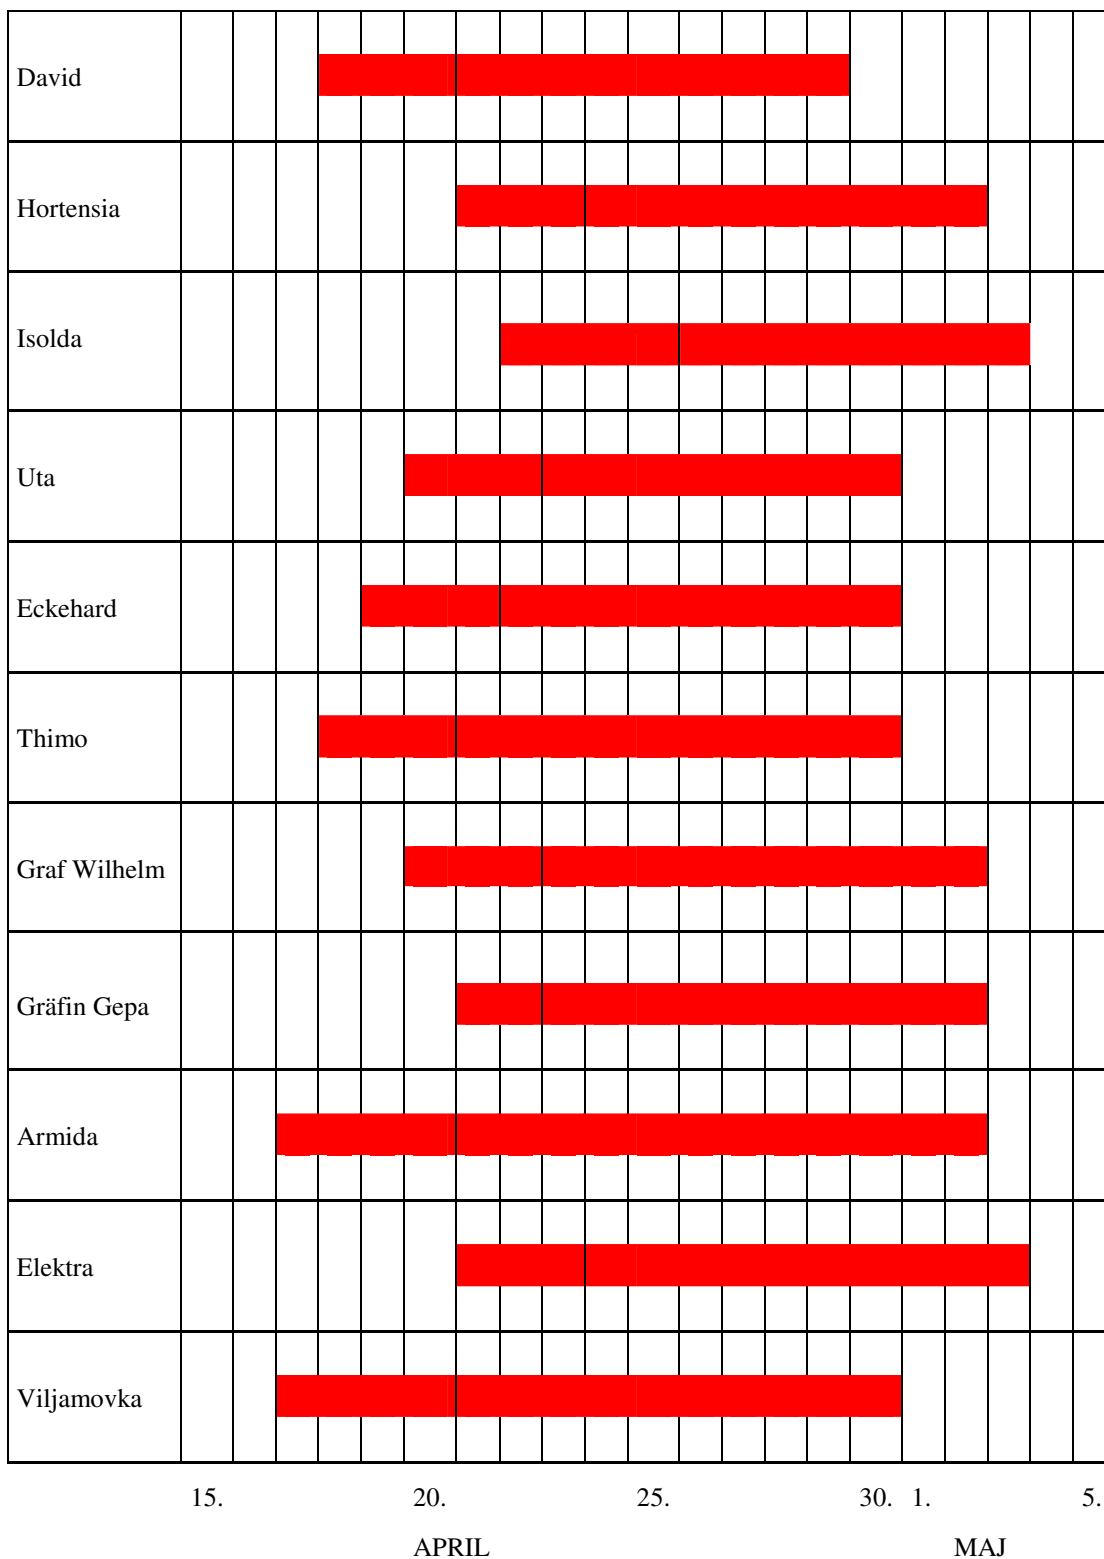 David
Hortensia
Isolda
Uta
Eckehard
Thimo
Graf Wilhelm
Gräfin Gepa
Armida
Elektra
Viljamovka
15. 20. 25. 30. 1. 5.
APRIL MAJ